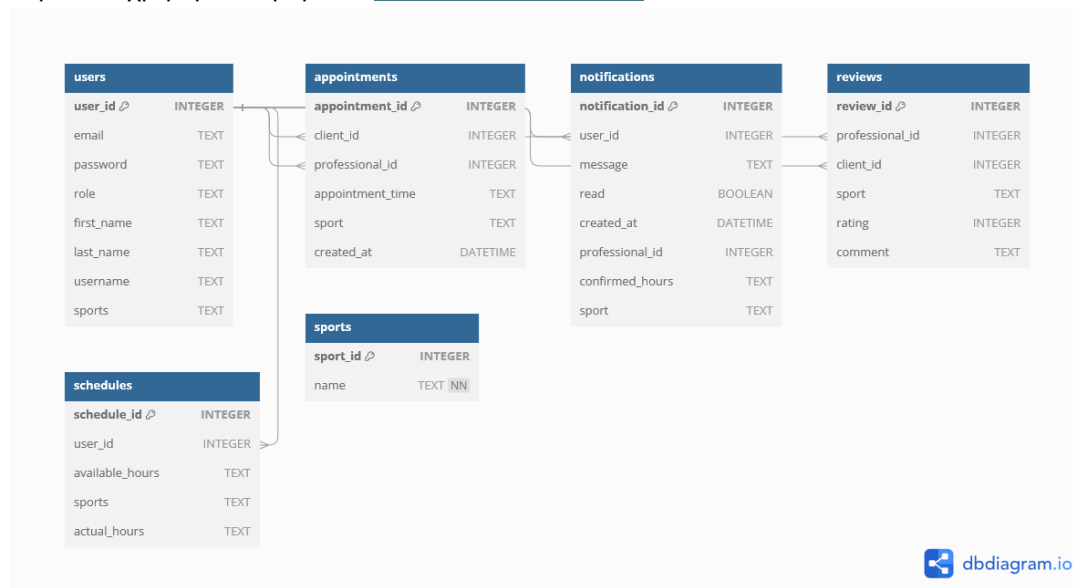 users
user_id INTEGER
email TEXT
password TEXT
role TEXT
first_name TEXT
last_name TEXT
username TEXT
sports TEXT
appointments
appointment_id INTEGER
client_id INTEGER
professional_id INTEGER
appointment_time TEXT
sport TEXT
created_at DATETIME
notifications
notification_id INTEGER
user_id INTEGER
message TEXT
read BOOLEAN
created_at DATETIME
professional_id INTEGER
confirmed_hours TEXT
sport TEXT
reviews
review_id INTEGER
professional_id INTEGER
client_id INTEGER
sport TEXT
rating INTEGER
comment TEXT
sports
sport_id INTEGER
name TEXT NN
schedules
schedule_id INTEGER
user_id INTEGER
available_hours TEXT
sports TEXT
actual_hours TEXT
dbdiagram.io